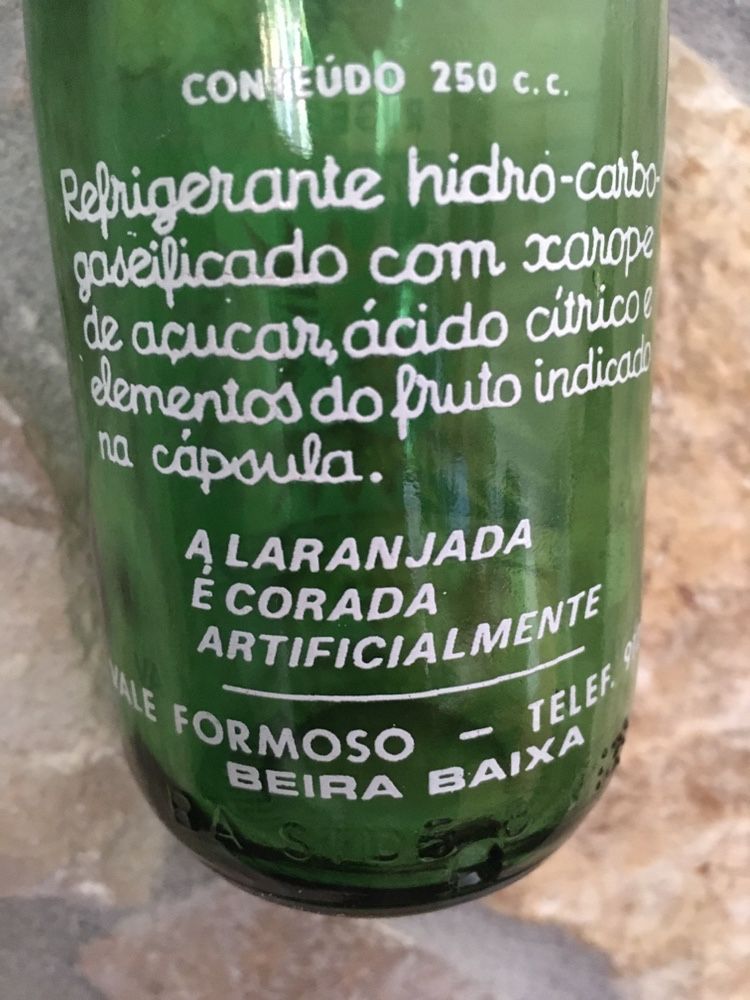 CONTEÚDO 250 c.c.
Refrigerante hidro-carbo-
gaseificado com xarope
de açucar, ácido cítrico e
elementos do fruto indicado
na cápsula.
A LARANJADA
É CORADA
ARTIFICIALMENTE
VALE FORMOSO - TELEF. 9
BEIRA BAIXA